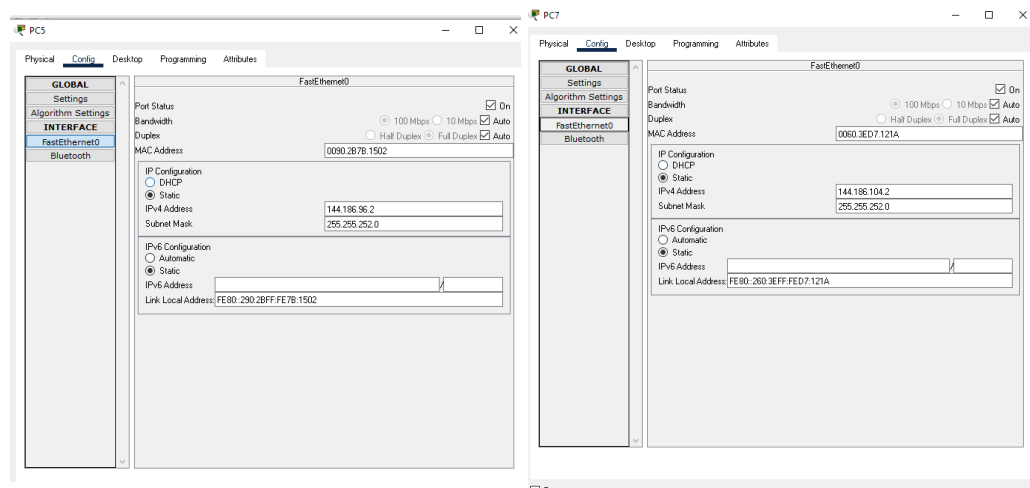 PC5
Physical Config Desktop Programming Attributes
GLOBAL
Settings
Algorithm Settings
INTERFACE
FastEthernet0
Bluetooth
FastEthernet0
Port Status On
Bandwidth 100 Mbps 10 Mbps Auto
Duplex Half Duplex Full Duplex Auto
MAC Address 0090.2B7B.1502
IP Configuration
DHCP
Static
IPv4 Address 144.186.96.2
Subnet Mask 255.255.252.0
IPv6 Configuration
Automatic
Static
IPv6 Address /
Link Local Address: FE80::290:2BFF:FE7B:1502
PC7
Physical Config Desktop Programming Attributes
GLOBAL
Settings
Algorithm Settings
INTERFACE
FastEthernet0
Bluetooth
FastEthernet0
Port Status On
Bandwidth 100 Mbps 10 Mbps Auto
Duplex Half Duplex Full Duplex Auto
MAC Address 0060.3ED7.121A
IP Configuration
DHCP
Static
IPv4 Address 144.186.104.2
Subnet Mask 255.255.252.0
IPv6 Configuration
Automatic
Static
IPv6 Address /
Link Local Address: FE80::260:3EFF:FED7:121A